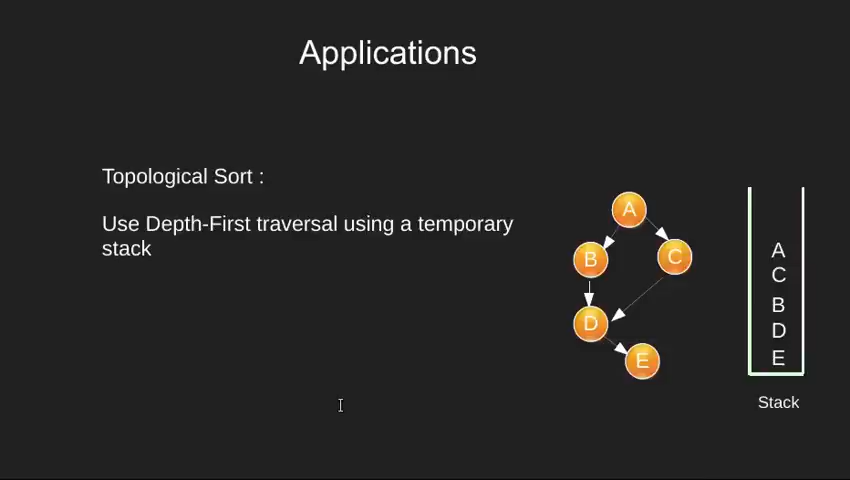 Applications
Topological Sort :
Use Depth-First traversal using a temporary
stack
A
B
C
D
E
A
C
B
D
E
Stack